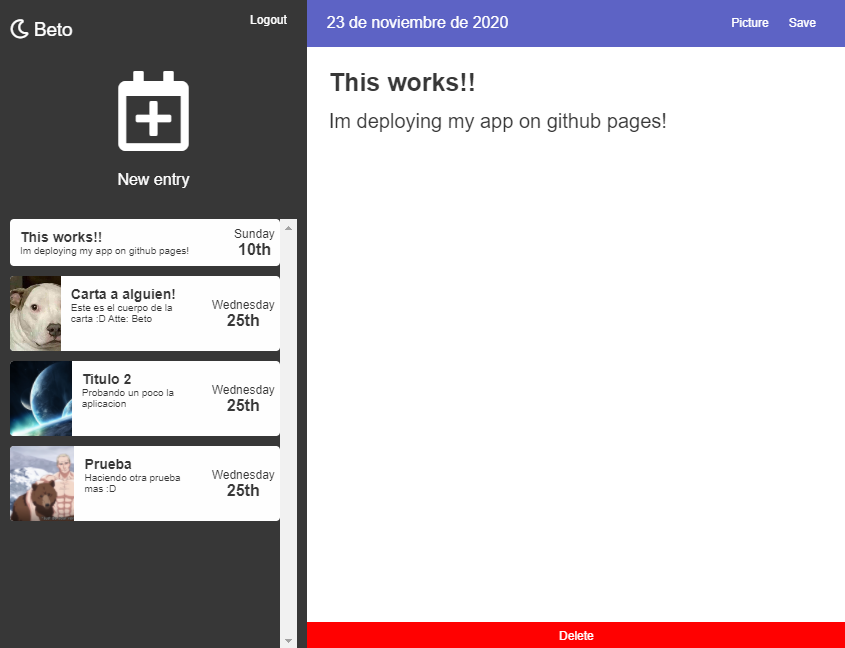 Beto
Logout
New entry
This works!!
Im deploying my app on github pages!
Sunday
10th
Carta a alguien!
Este es el cuerpo de la
carta :D Atte: Beto
Wednesday
25th
Titulo 2
Probando un poco la
aplicacion
Wednesday
25th
Prueba
Haciendo otra prueba
mas :D
Wednesday
25th
23 de noviembre de 2020
Picture
Save
This works!!
Im deploying my app on github pages!
Delete